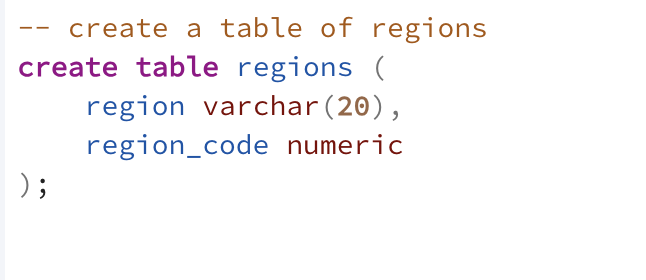 -- create a table of regions
create table regions (
    region varchar(20),
    region_code numeric
);